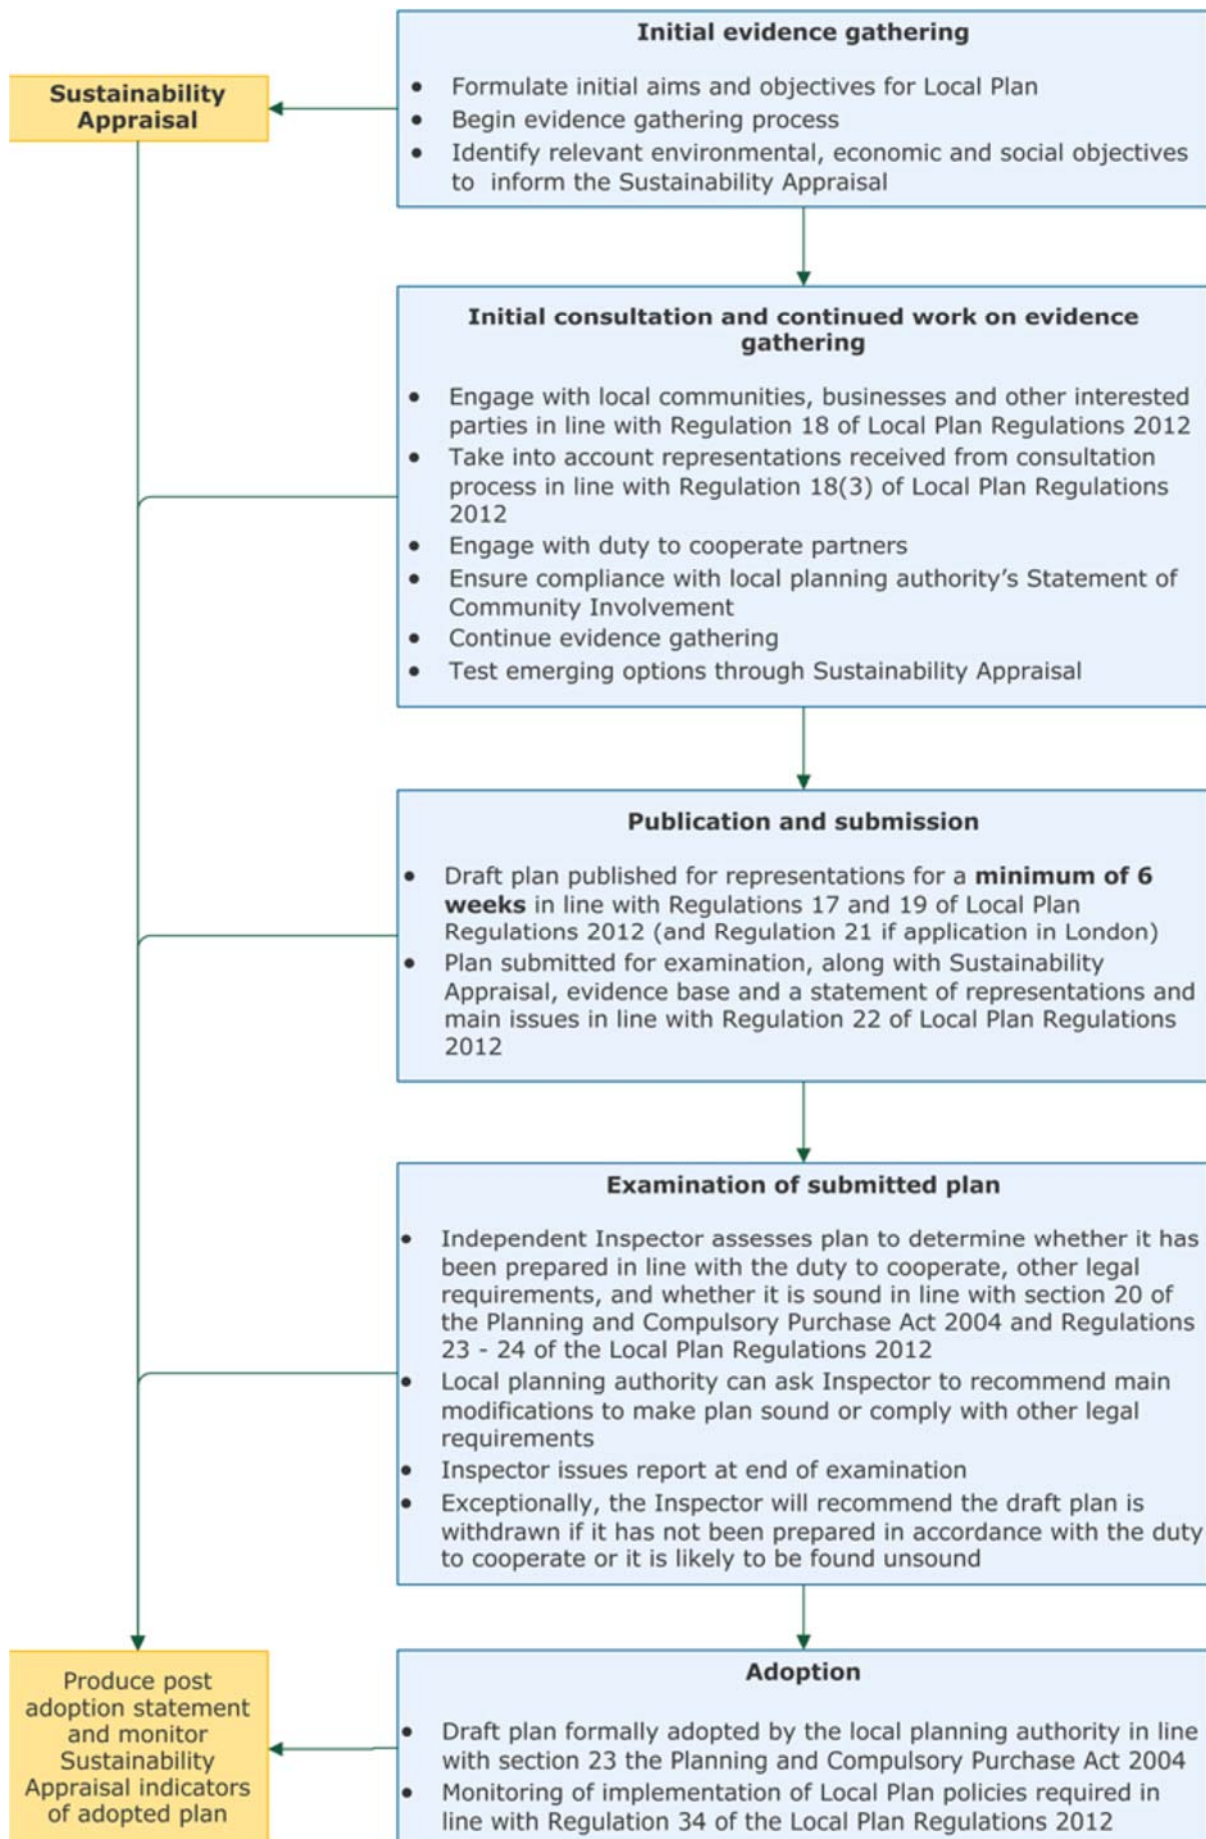 Initial evidence gathering
• Formulate initial aims and objectives for Local Plan
• Begin evidence gathering process
• Identify relevant environmental, economic and social objectives
to  inform the Sustainability Appraisal
Sustainability
Appraisal
Initial consultation and continued work on evidence
gathering
• Engage with local communities, businesses and other interested
parties in line with Regulation 18 of Local Plan Regulations 2012
• Take into account representations received from consultation
process in line with Regulation 18(3) of Local Plan Regulations
2012
• Engage with duty to cooperate partners
• Ensure compliance with local planning authority's Statement of
Community Involvement
• Continue evidence gathering
• Test emerging options through Sustainability Appraisal
Publication and submission
• Draft plan published for representations for a minimum of 6
weeks in line with Regulations 17 and 19 of Local Plan
Regulations 2012 (and Regulation 21 if application in London)
• Plan submitted for examination, along with Sustainability
Appraisal, evidence base and a statement of representations and
main issues in line with Regulation 22 of Local Plan Regulations
2012
Examination of submitted plan
• Independent Inspector assesses plan to determine whether it has
been prepared in line with the duty to cooperate, other legal
requirements, and whether it is sound in line with section 20 of
the Planning and Compulsory Purchase Act 2004 and Regulations
23 - 24 of the Local Plan Regulations 2012
• Local planning authority can ask Inspector to recommend main
modifications to make plan sound or comply with other legal
requirements
• Inspector issues report at end of examination
• Exceptionally, the Inspector will recommend the draft plan is
withdrawn if it has not been prepared in accordance with the duty
to cooperate or it is likely to be found unsound
Adoption
• Draft plan formally adopted by the local planning authority in line
with section 23 the Planning and Compulsory Purchase Act 2004
• Monitoring of implementation of Local Plan policies required in
line with Regulation 34 of the Local Plan Regulations 2012
Produce post
adoption statement
and monitor
Sustainability
Appraisal indicators
of adopted plan